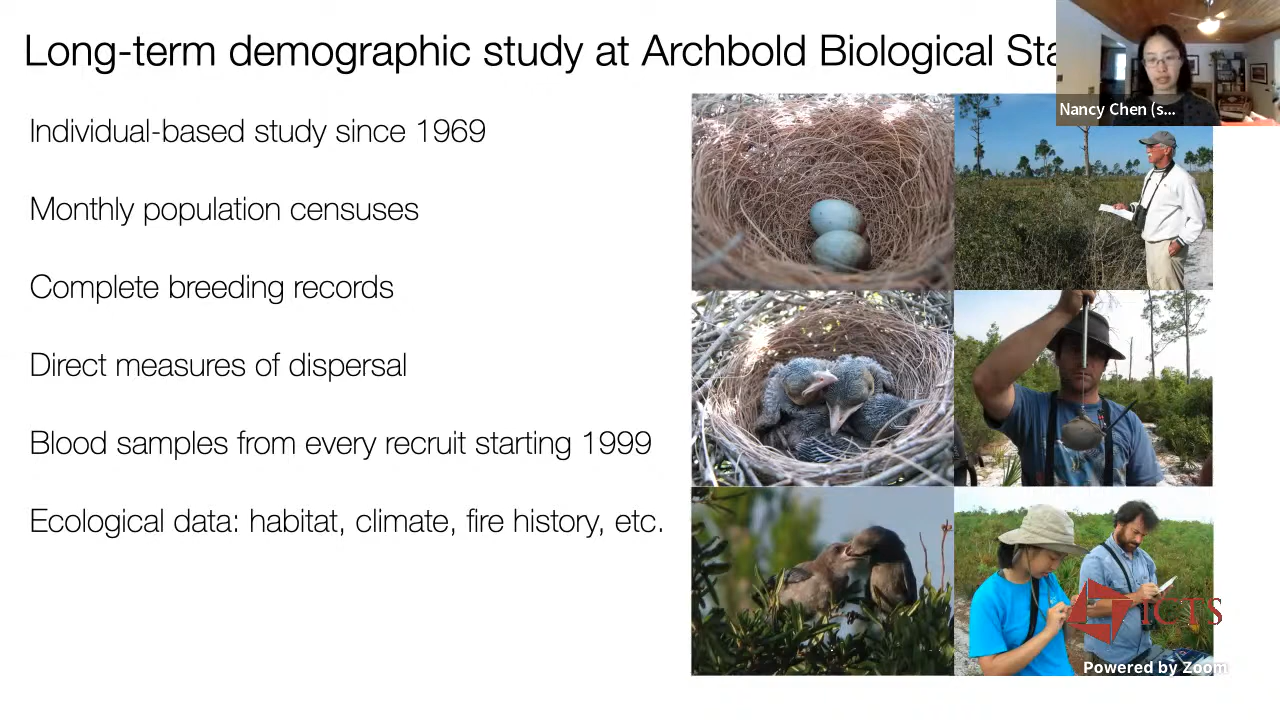 Long-term demographic study at Archbold Biological Sta
Nancy Chen (s...
Individual-based study since 1969
Monthly population censuses
Complete breeding records
Direct measures of dispersal
Blood samples from every recruit starting 1999
Ecological data: habitat, climate, fire history, etc.
ICTS
Powered by Zoom